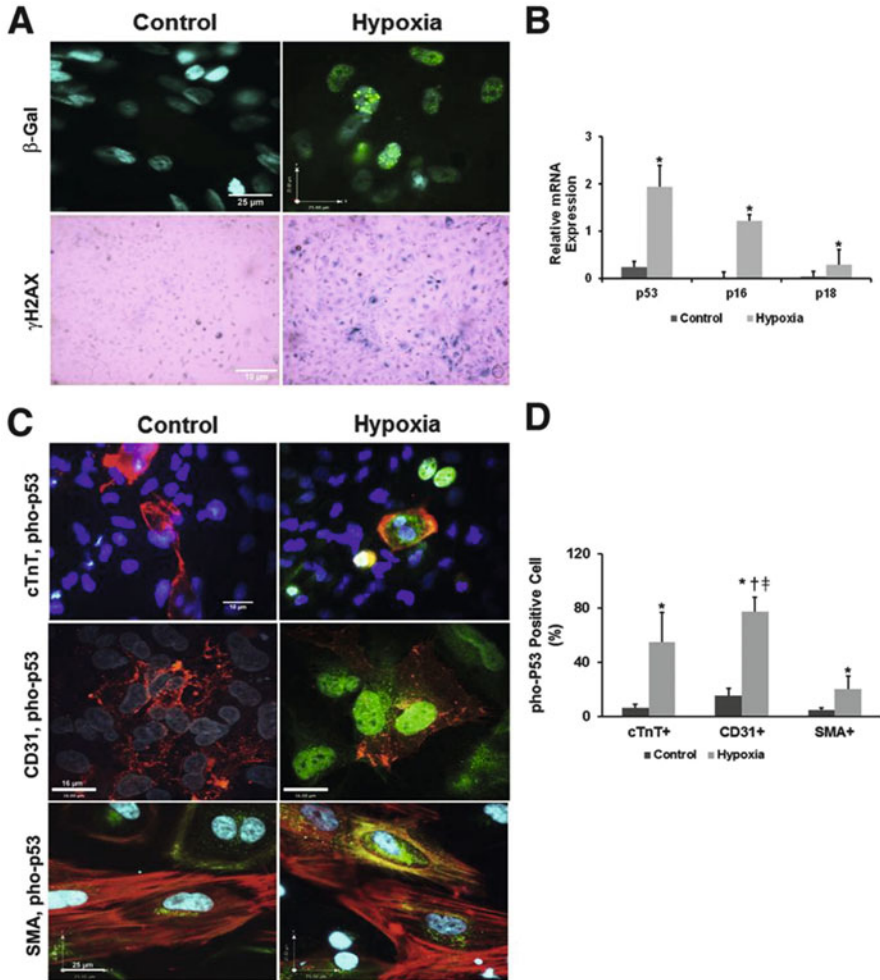 A
Control
Hypoxia
β-Gal
25 µm
γH2AX
B
Relative mRNA
Expression
3
2
1
0
*
*
*
p53
p16
p18
Control
Hypoxia
C
Control
Hypoxia
cTnT, pho-p53
CD31, pho-p53
16 µm
SMA, pho-p53
25 µm
D
pho-P53 Positive Cell
(%)
120
80
40
0
*
* † ‡
*
cTnT+
CD31+
SMA+
Control
Hypoxia